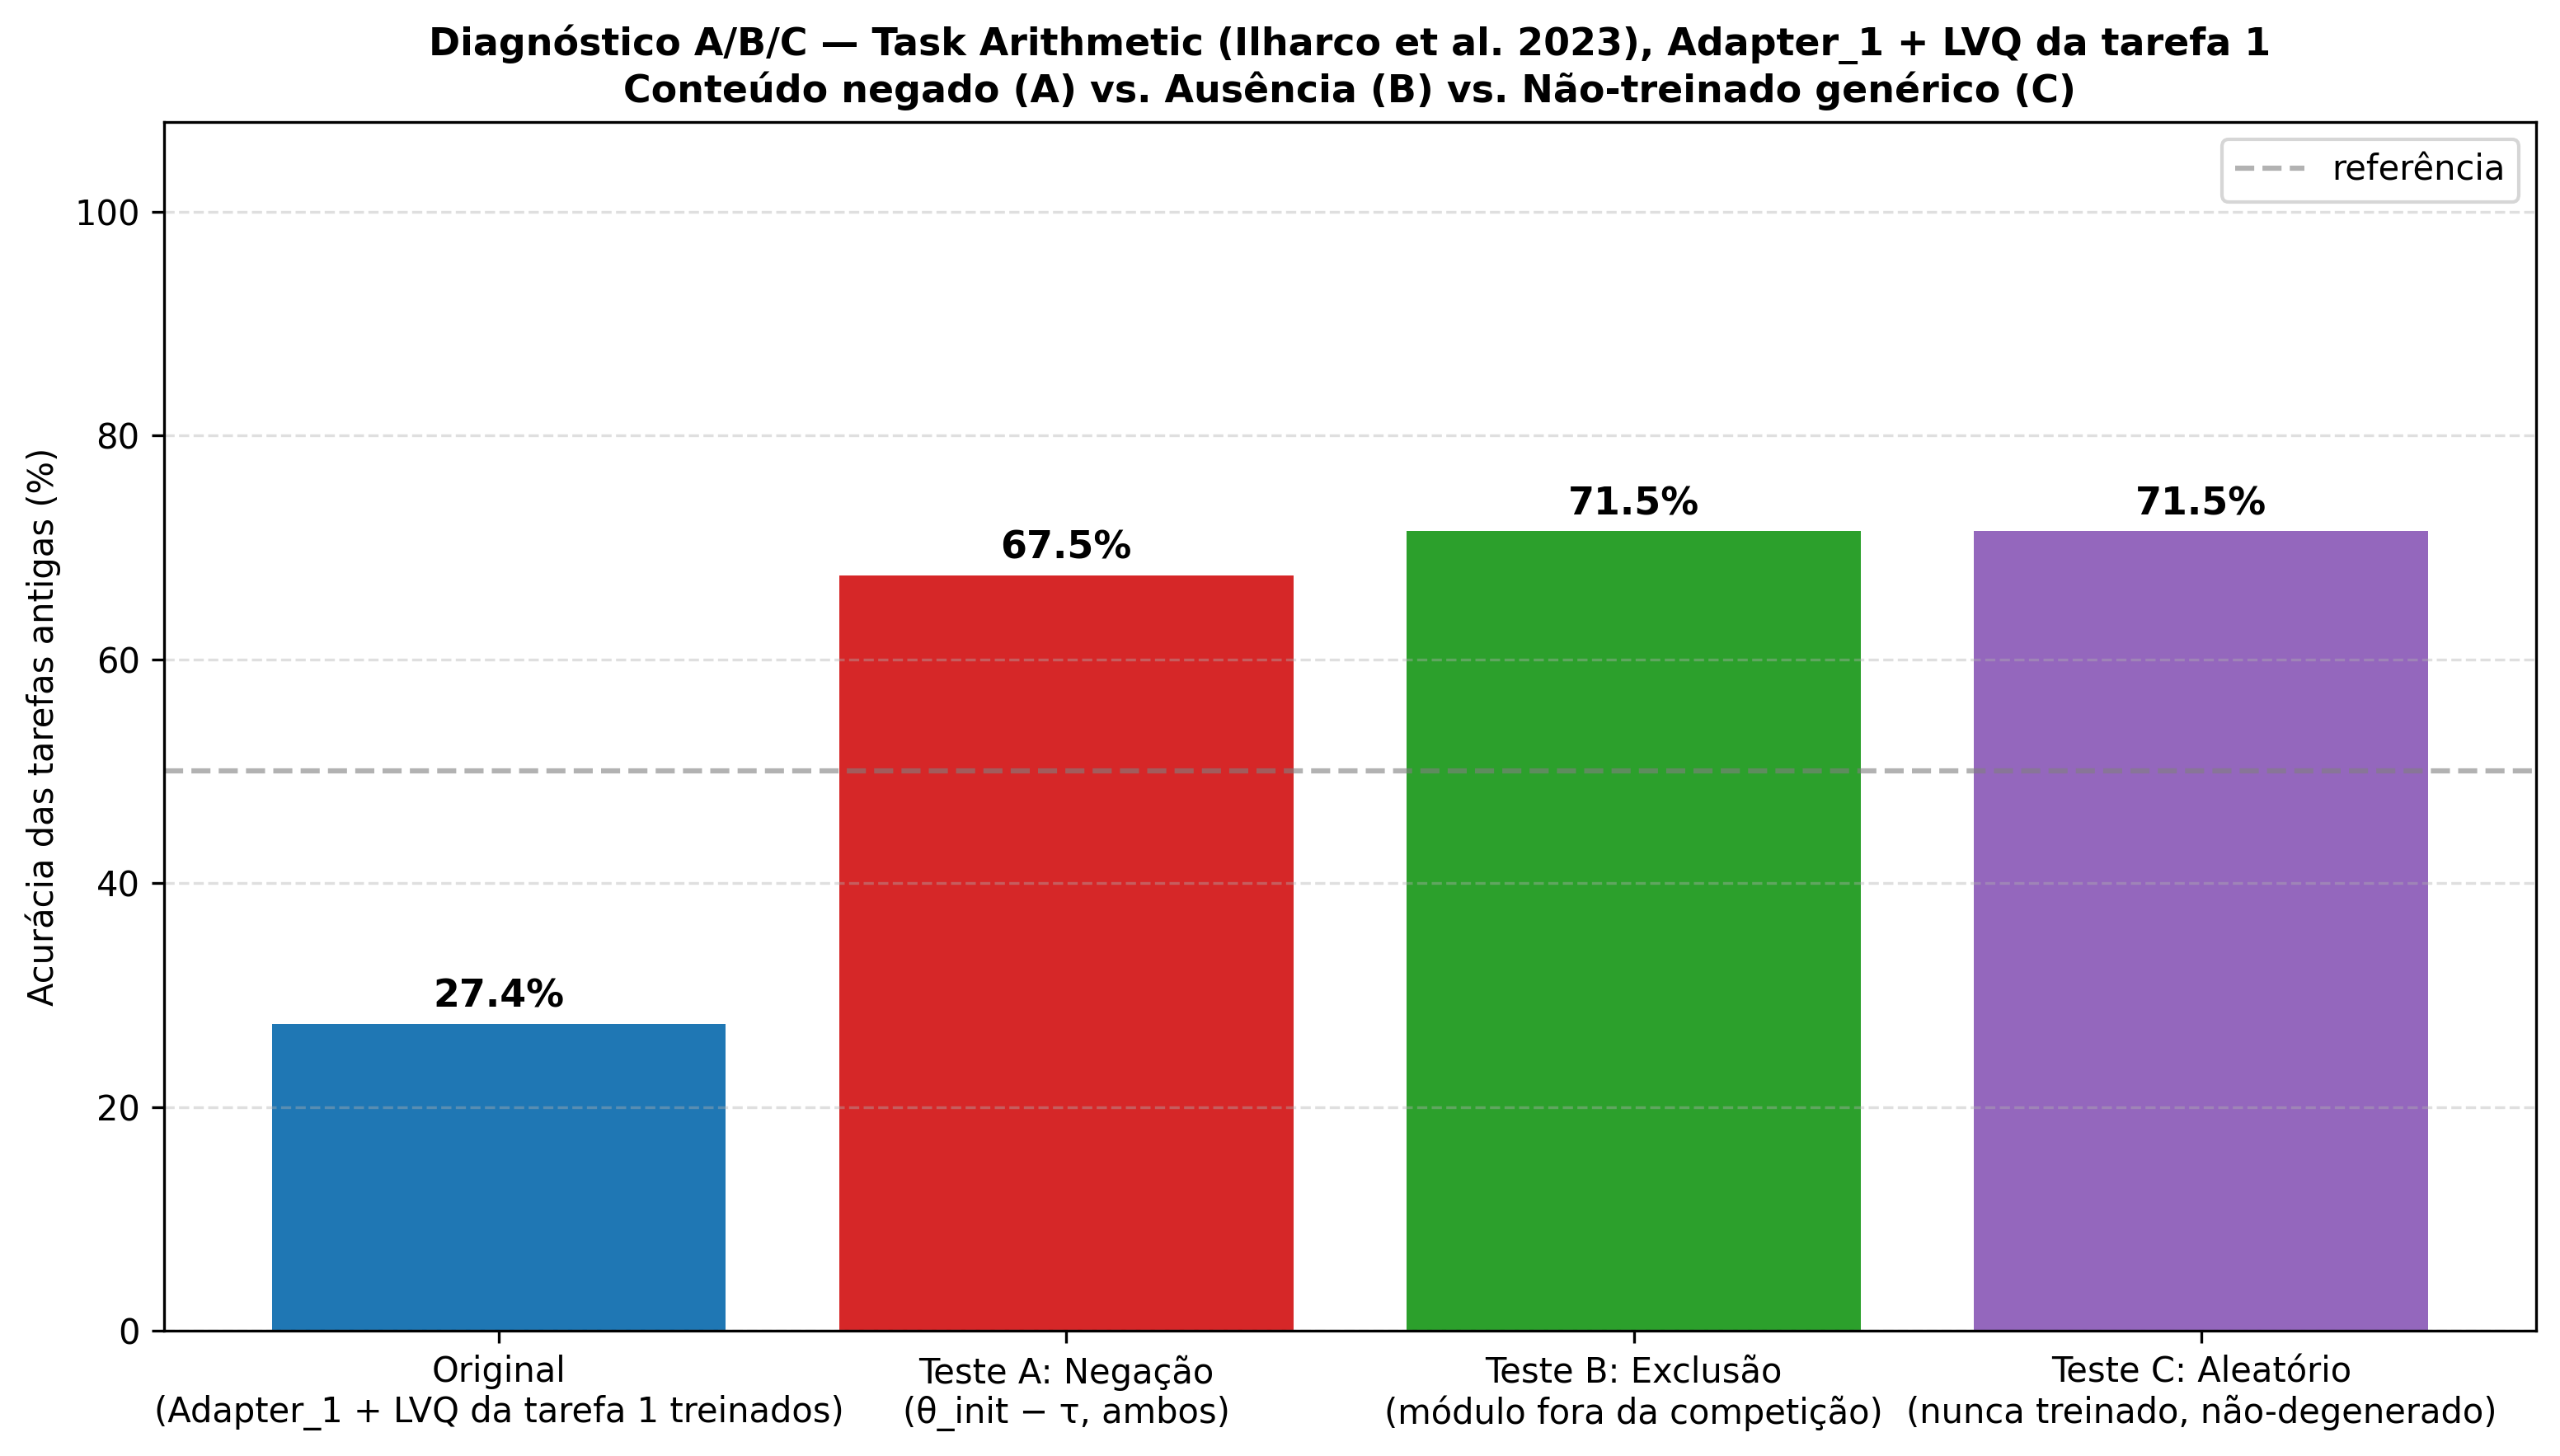 Diagnóstico A/B/C — Task Arithmetic (Ilharco et al. 2023), Adapter_1 + LVQ da tarefa 1
Conteúdo negado (A) vs. Ausência (B) vs. Não-treinado genérico (C)
referência
Acurácia das tarefas antigas (%)
100
80
60
40
20
0
27.4%
67.5%
71.5%
71.5%
Original
(Adapter_1 + LVQ da tarefa 1 treinados)
Teste A: Negação
(θ_init − τ, ambos)
Teste B: Exclusão
(módulo fora da competição)
Teste C: Aleatório
(nunca treinado, não-degenerado)